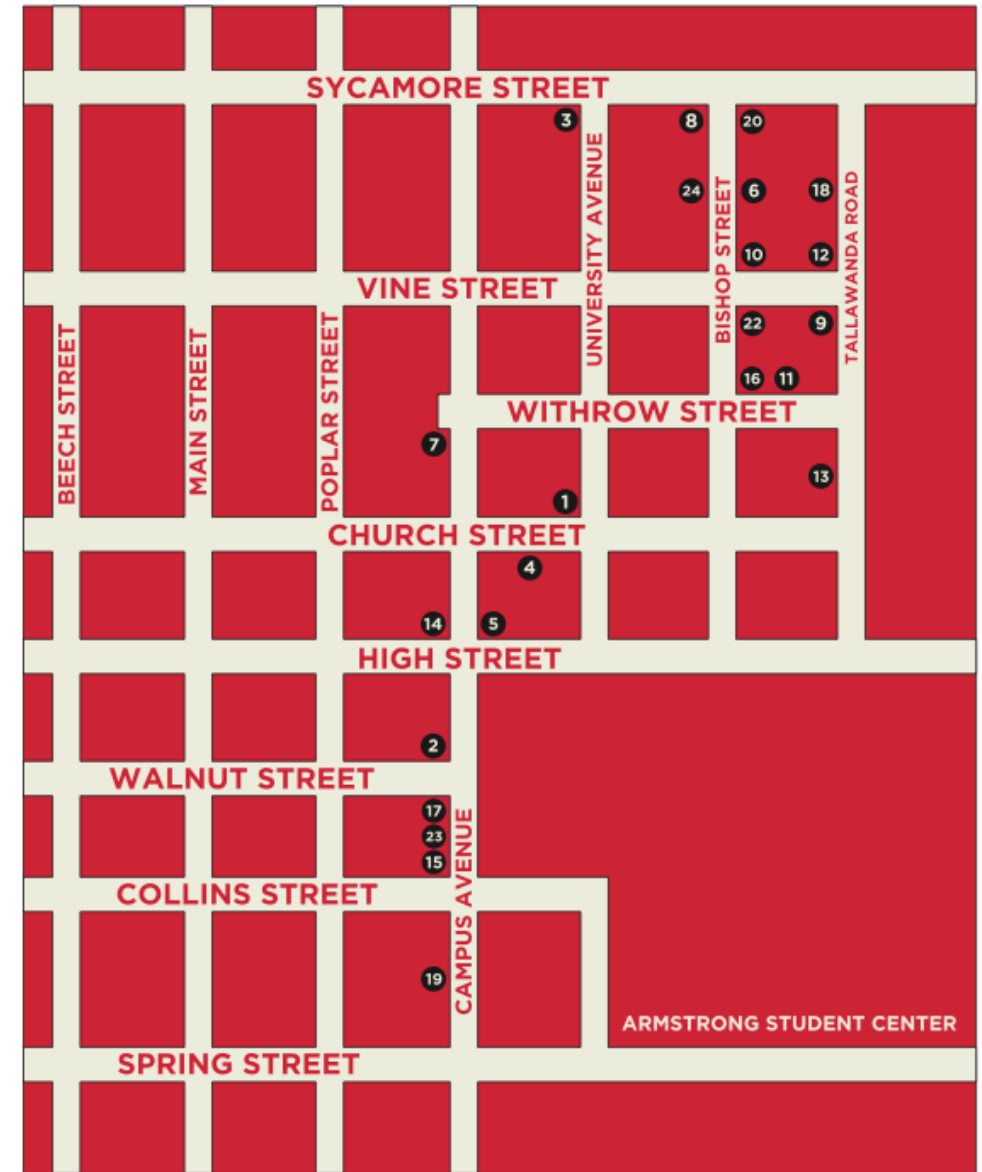 SYCAMORE STREET
3
8
20
UNIVERSITY AVENUE
24
6
18
BISHOP STREET
TALLAWANDA ROAD
10
12
VINE STREET
22
9
BEECH STREET
MAIN STREET
POPLAR STREET
16
11
WITHROW STREET
7
13
1
CHURCH STREET
4
14
5
HIGH STREET
2
WALNUT STREET
17
23
15
CAMPUS AVENUE
COLLINS STREET
19
ARMSTRONG STUDENT CENTER
SPRING STREET